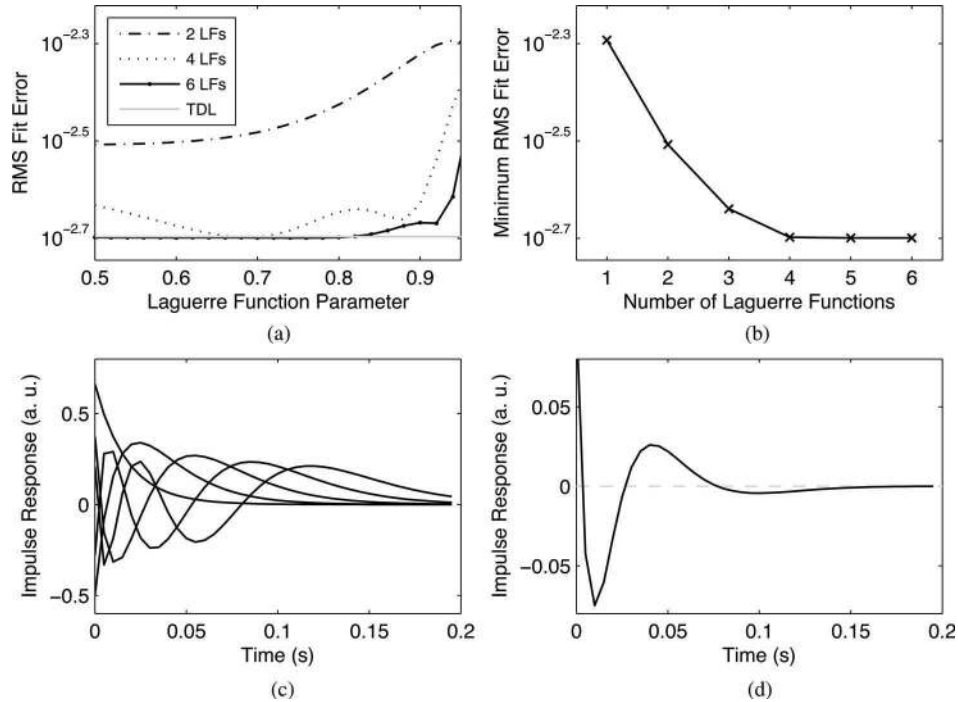 10^-2.3
10^-2.5
10^-2.7
RMS Fit Error
2 LFs
4 LFs
6 LFs
TDL
0.5 0.6 0.7 0.8 0.9
Laguerre Function Parameter
(a)
10^-2.3
10^-2.5
10^-2.7
Minimum RMS Fit Error
1 2 3 4 5 6
Number of Laguerre Functions
(b)
0.5
0
-0.5
Impulse Response (a. u.)
0 0.05 0.1 0.15 0.2
Time (s)
(c)
0.05
0
-0.05
Impulse Response (a. u.)
0 0.05 0.1 0.15 0.2
Time (s)
(d)